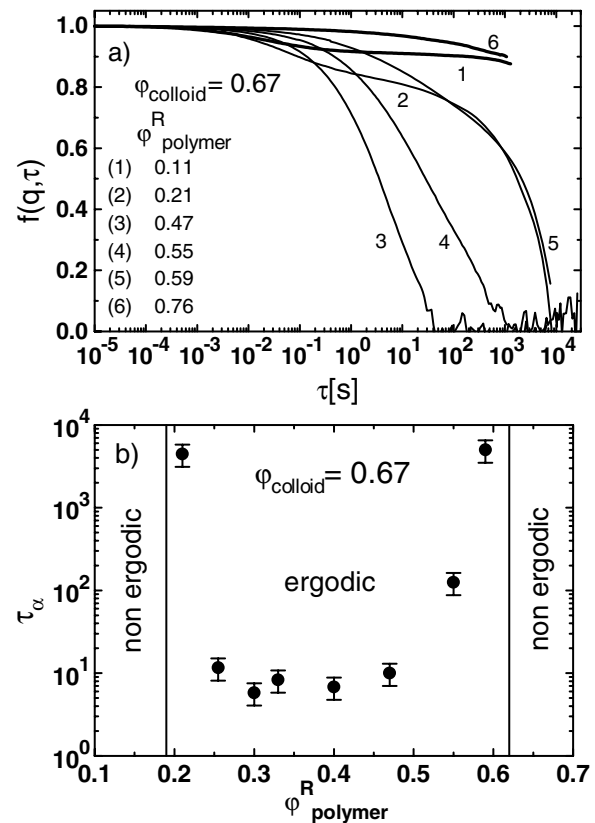 a)
φcolloid = 0.67
φRpolymer
(1) 0.11
(2) 0.21
(3) 0.47
(4) 0.55
(5) 0.59
(6) 0.76
f(q,τ)
1.0
0.8
0.6
0.4
0.2
0.0
6
1
2
3
4
5
10-5 10-4 10-3 10-2 10-1 100 101 102 103 104
τ[s]
b)
φcolloid = 0.67
non ergodic
ergodic
non ergodic
τα
104
103
102
101
100
0.1 0.2 0.3 0.4 0.5 0.6 0.7
φRpolymer